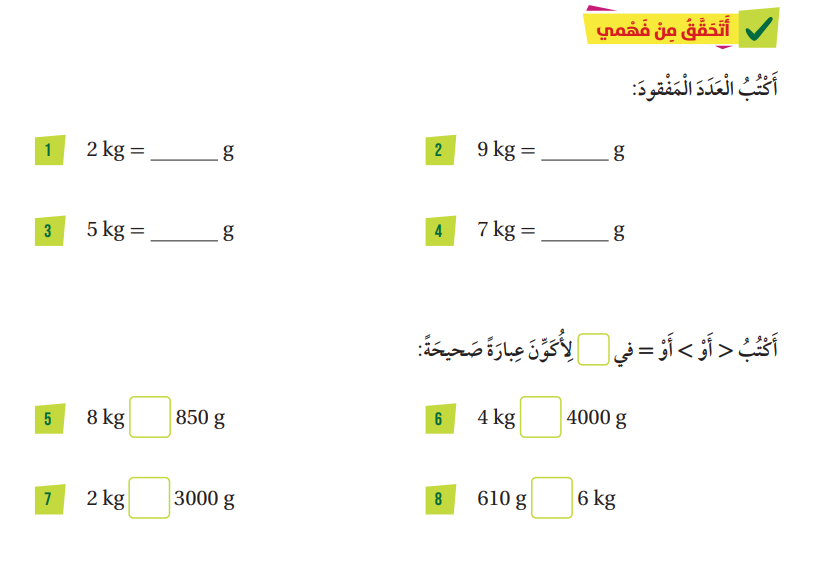 أَتَحَقَّقُ مِنْ فَهْمي
أَكْتُبُ الْعَدَدَ الْمَفْقودَ:
1 2 kg = ______ g
2 9 kg = ______ g
3 5 kg = ______ g
4 7 kg = ______ g
أَكْتُبُ < أَوْ > أَوْ = في □ لِأُكَوِّنَ عِبارَةً صَحيحَةً:
5 8 kg □ 850 g
6 4 kg □ 4000 g
7 2 kg □ 3000 g
8 610 g □ 6 kg